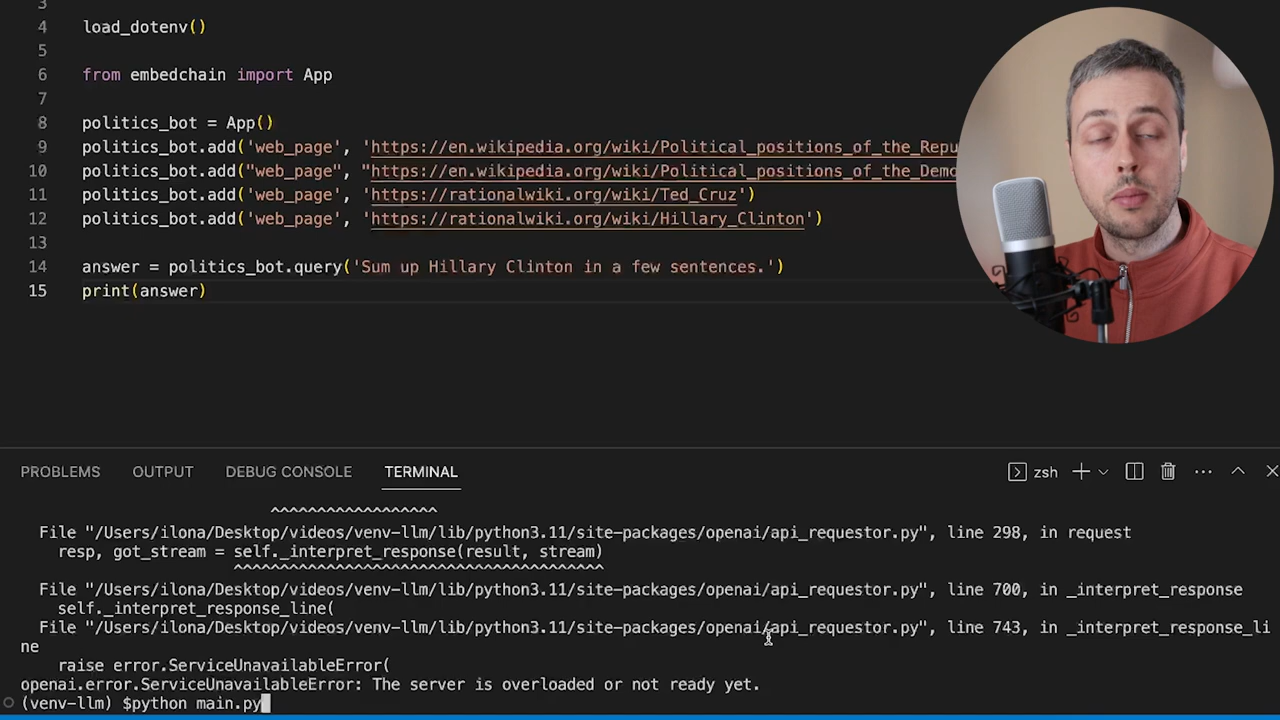 3
4 load_dotenv()
5
6 from embedchain import App
7
8 politics_bot = App()
9 politics_bot.add('web_page', 'https://en.wikipedia.org/wiki/Political_positions_of_the_Repu
10 politics_bot.add("web_page", "https://en.wikipedia.org/wiki/Political_positions_of_the_Demo
11 politics_bot.add('web_page', 'https://rationalwiki.org/wiki/Ted_Cruz')
12 politics_bot.add('web_page', 'https://rationalwiki.org/wiki/Hillary_Clinton')
13
14 answer = politics_bot.query('Sum up Hillary Clinton in a few sentences.')
15 print(answer)
PROBLEMS OUTPUT DEBUG CONSOLE TERMINAL zsh
^^^^^^^^^^^^^^^^^^
File "/Users/ilona/Desktop/videos/venv-llm/lib/python3.11/site-packages/openai/api_requestor.py", line 298, in request
resp, got_stream = self._interpret_response(result, stream)
^^^^^^^^^^^^^^^^^^^^^^^^^^^^^^^^^^^^^^^^
File "/Users/ilona/Desktop/videos/venv-llm/lib/python3.11/site-packages/openai/api_requestor.py", line 700, in _interpret_response
self._interpret_response_line(
File "/Users/ilona/Desktop/videos/venv-llm/lib/python3.11/site-packages/openai/api_requestor.py", line 743, in _interpret_response_li
ne
raise error.ServiceUnavailableError(
openai.error.ServiceUnavailableError: The server is overloaded or not ready yet.
(venv-llm) $python main.py